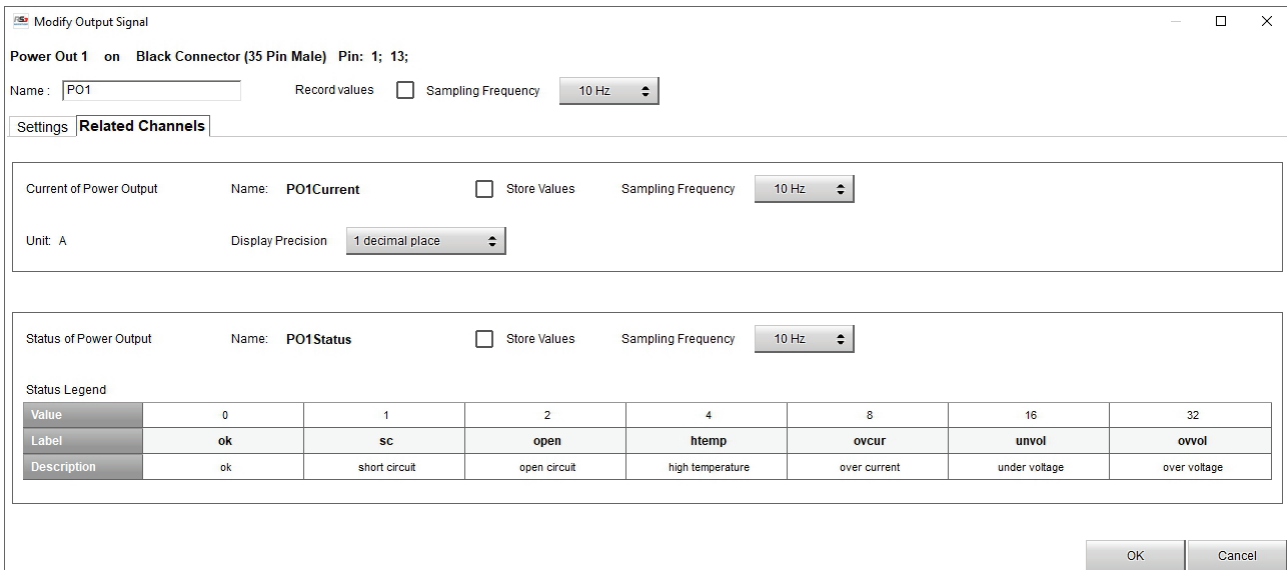 RS3 Modify Output Signal
Power Out 1 on Black Connector (35 Pin Male) Pin: 1; 13;
Name : PO1 Record values Sampling Frequency 10 Hz
Settings Related Channels
Current of Power Output Name: PO1Current Store Values Sampling Frequency 10 Hz
Unit: A Display Precision 1 decimal place
Status of Power Output Name: PO1Status Store Values Sampling Frequency 10 Hz
Status Legend
Value 0 1 2 4 8 16 32
Label ok sc open htemp ovcur unvol ovvol
Description ok short circuit open circuit high temperature over current under voltage over voltage
OK Cancel